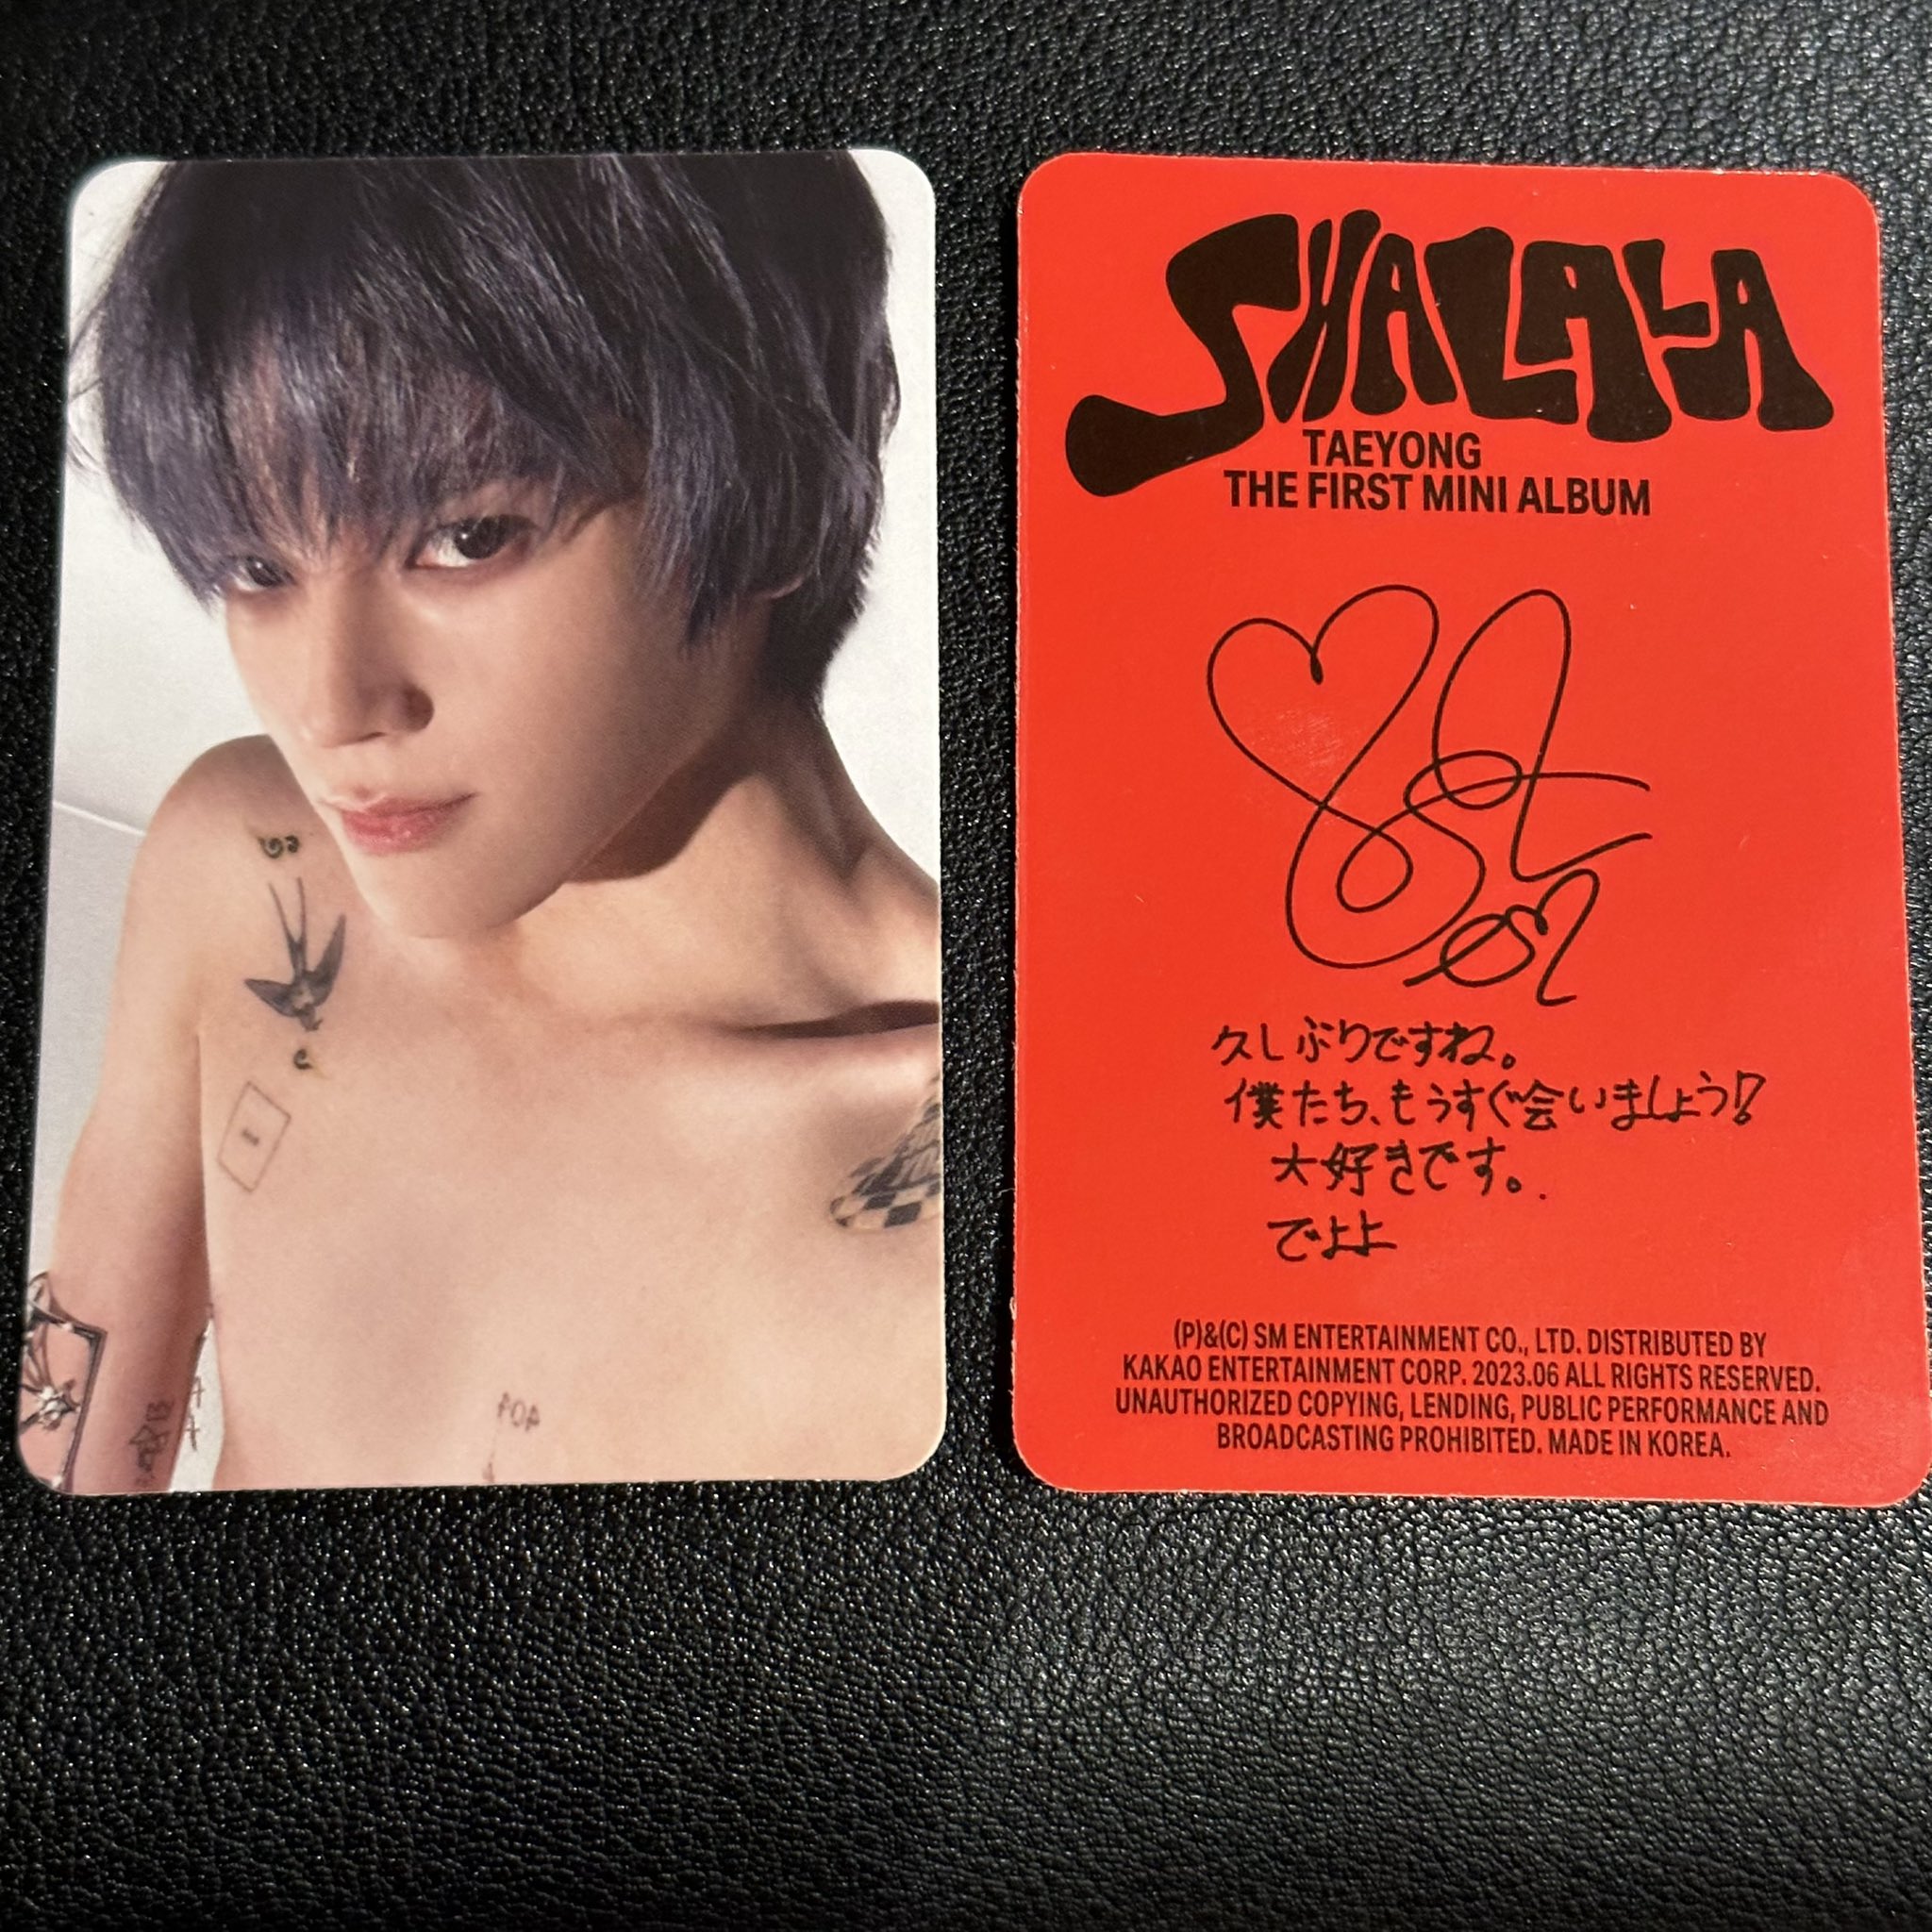 POP
SHALALA
TAEYONG
THE FIRST MINI ALBUM
久しぶりですね。
僕たち、もうすぐ会いましょう!
大好きです。
でよよ
(P)&(C) SM ENTERTAINMENT CO., LTD. DISTRIBUTED BY
KAKAO ENTERTAINMENT CORP. 2023.06 ALL RIGHTS RESERVED.
UNAUTHORIZED COPYING, LENDING, PUBLIC PERFORMANCE AND
BROADCASTING PROHIBITED. MADE IN KOREA.